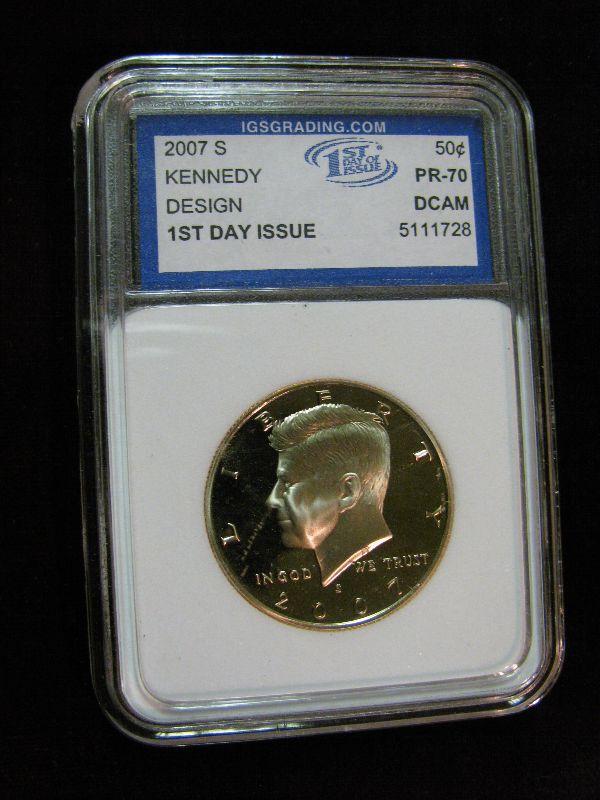 IGSGRADING.COM
2007 S 1ST DAY OF ISSUE 50¢
KENNEDY PR-70
DESIGN DCAM
1ST DAY ISSUE 5111728
LIBERTY
IN GOD WE TRUST
S
2007